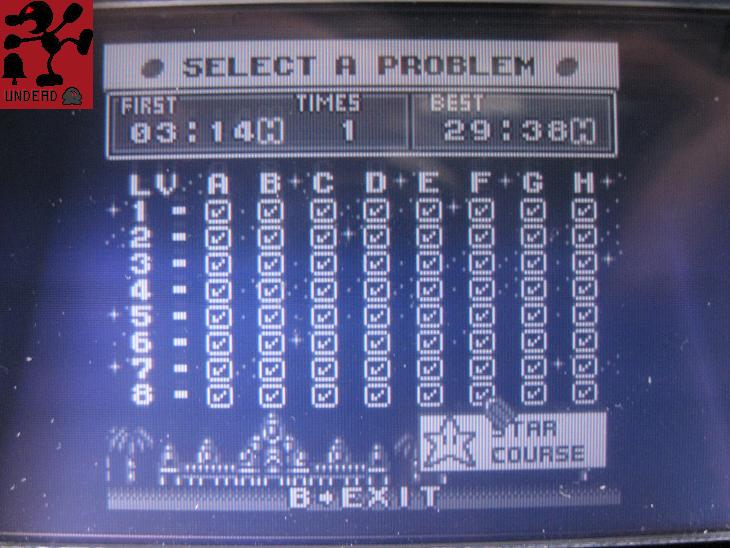 UNDEAD
SELECT A PROBLEM
FIRST TIMES BEST
03:14 1 29:38
LV A B C D E F G H
1 -
2 -
3 -
4 -
5 -
6 -
7 -
8 -
STAR
COURSE
B→EXIT